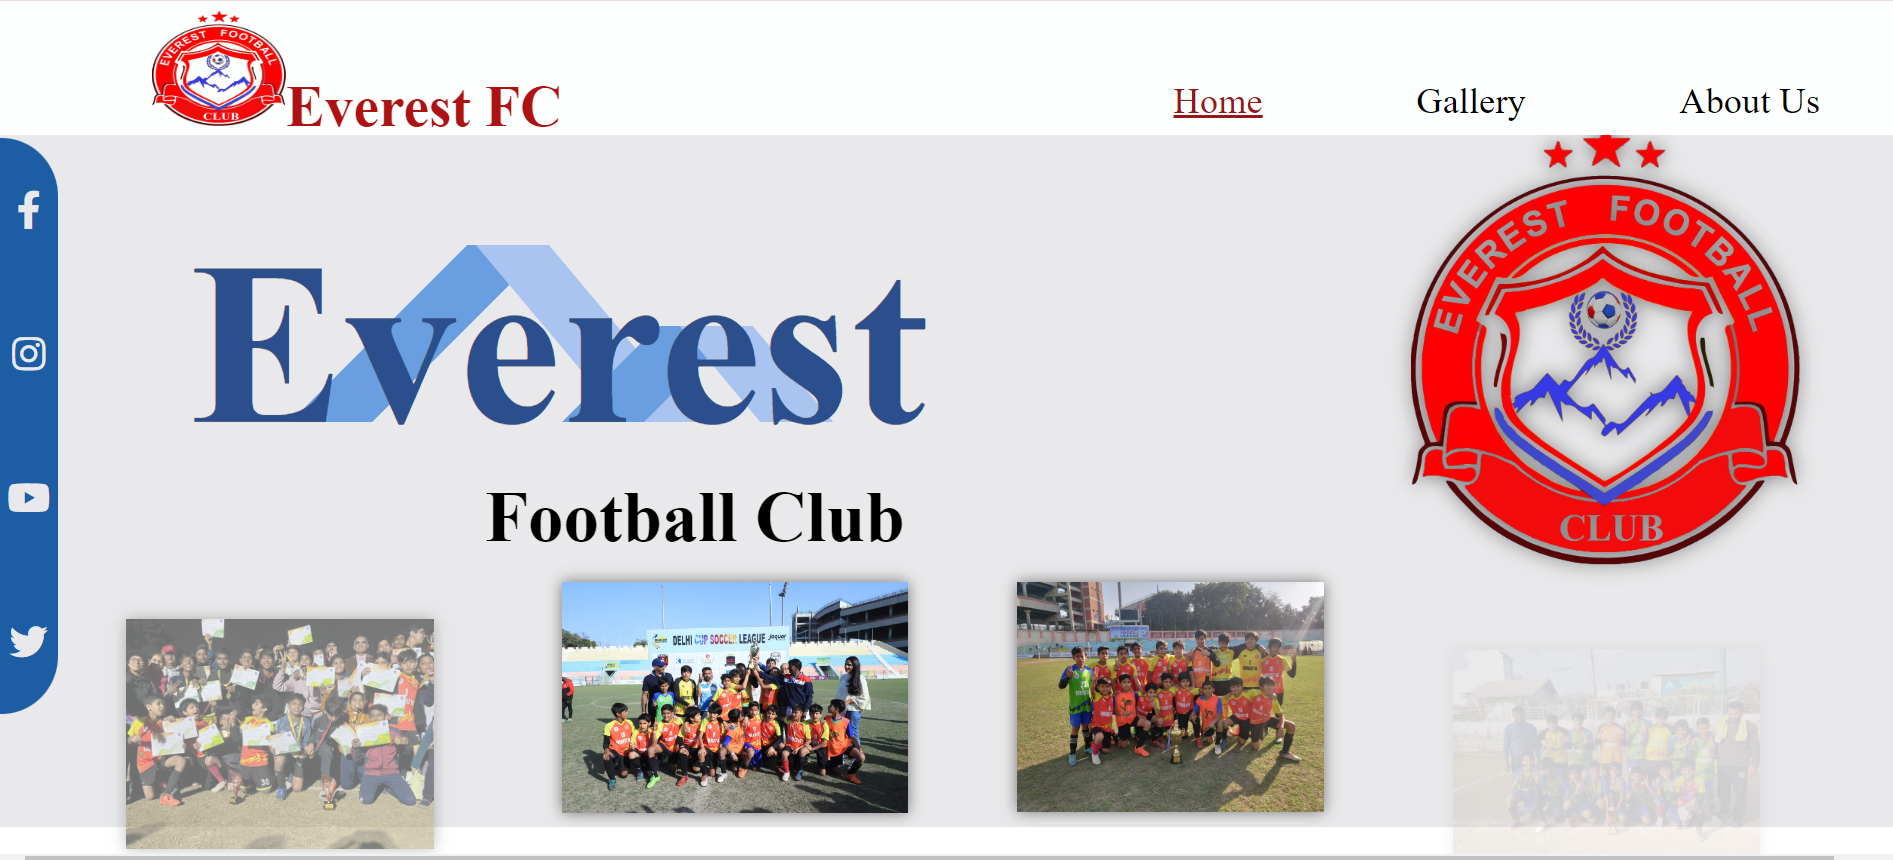 EVEREST FOOTBALL
CLUB
Everest FC
Home
Gallery
About Us
EVEREST FOOTBALL
CLUB
Everest
Football Club
DELHI CUP SOCCER LEAGUE